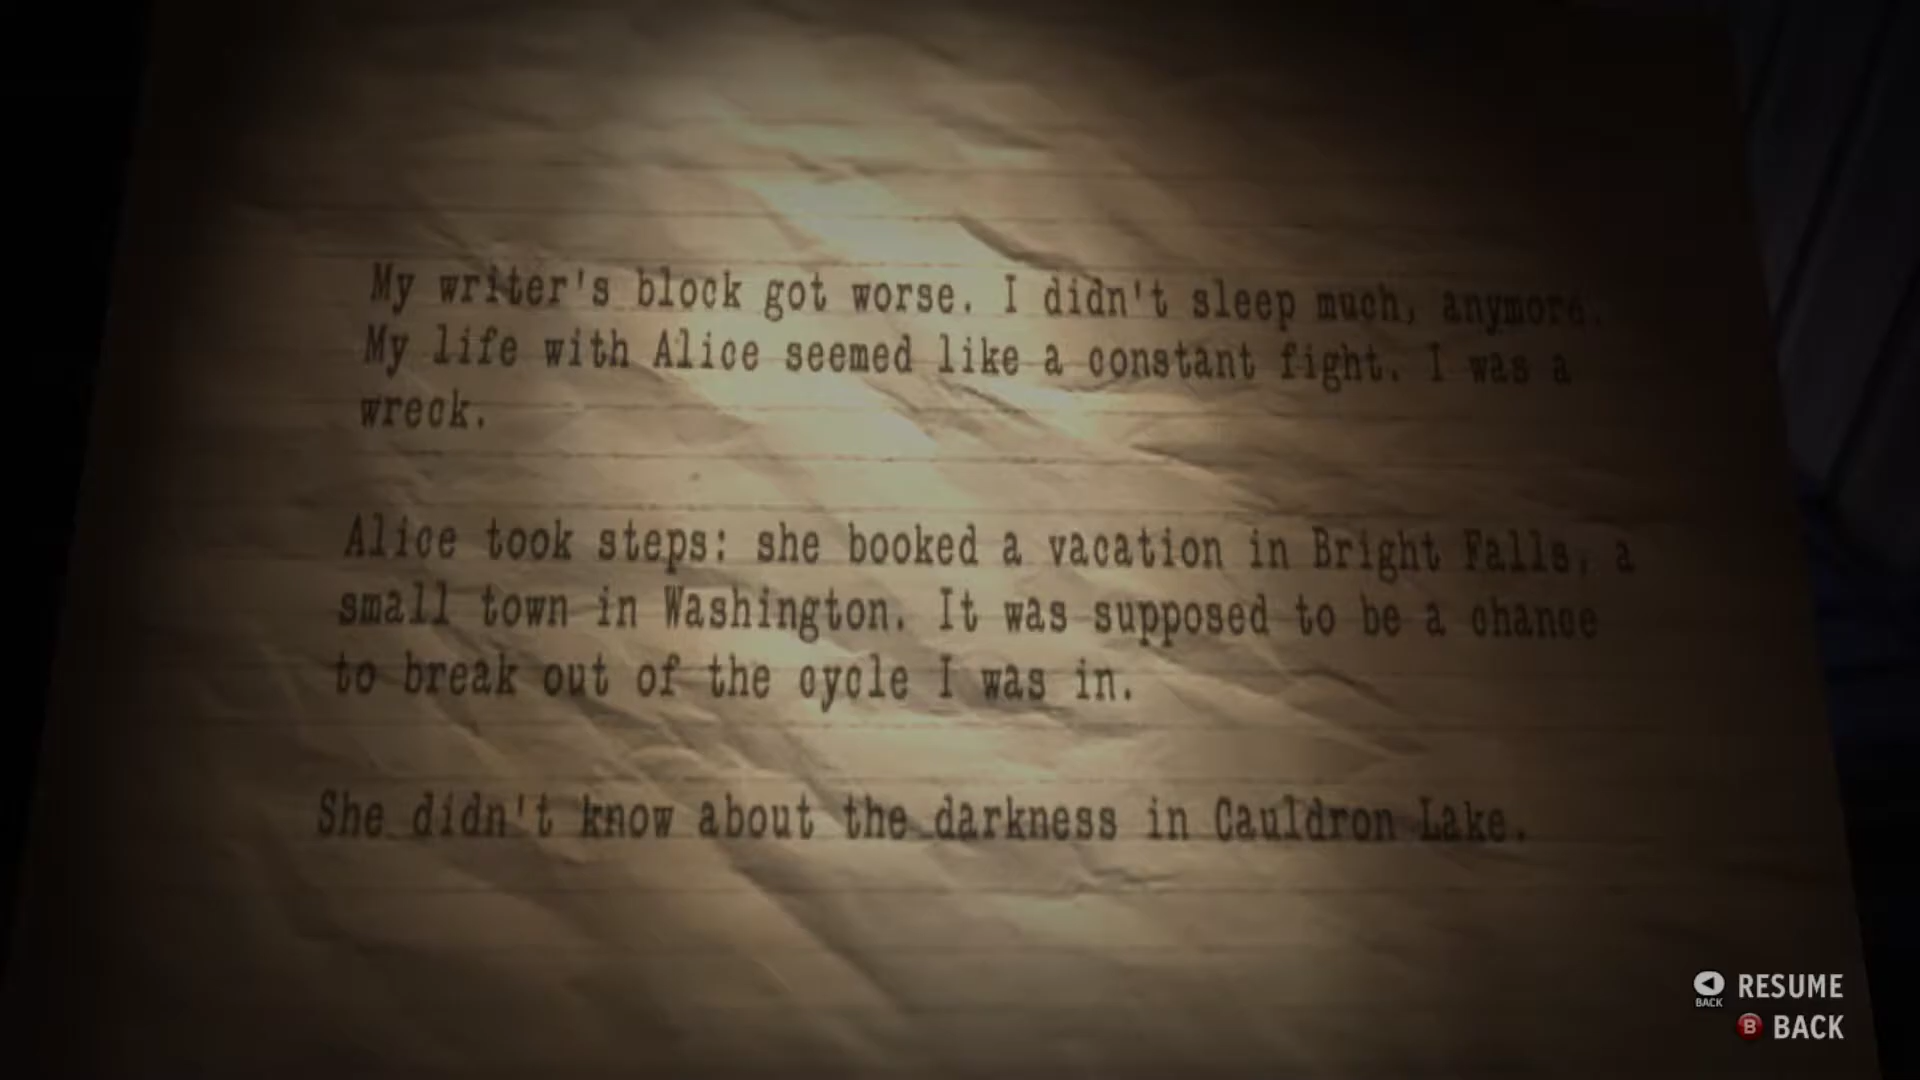 My writer's block got worse. I didn't sleep much, anymore.
My life with Alice seemed like a constant fight. I was a
wreck.
Alice took steps: she booked a vacation in Bright Falls, a
small town in Washington. It was supposed to be a chance
to break out of the cycle I was in.
She didn't know about the darkness in Cauldron Lake.
BACK RESUME
B BACK